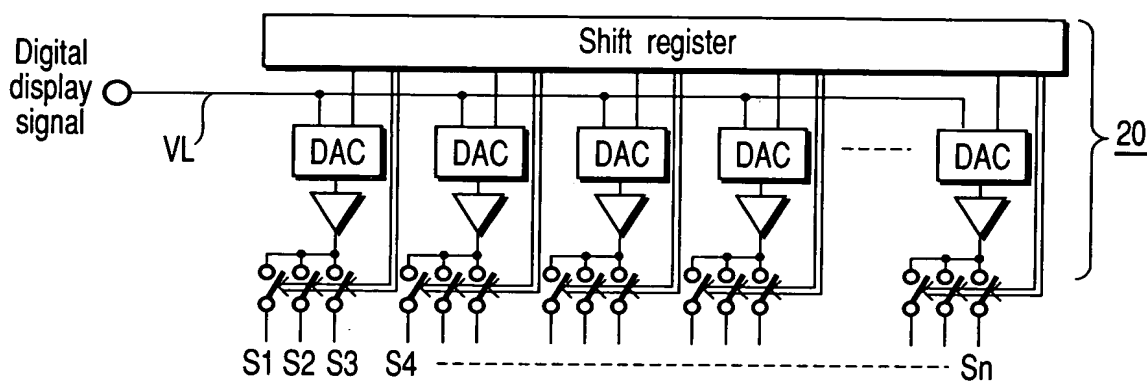 Shift register
Digital
display
signal
VL
DAC DAC DAC DAC DAC
20
S1 S2 S3 S4 Sn